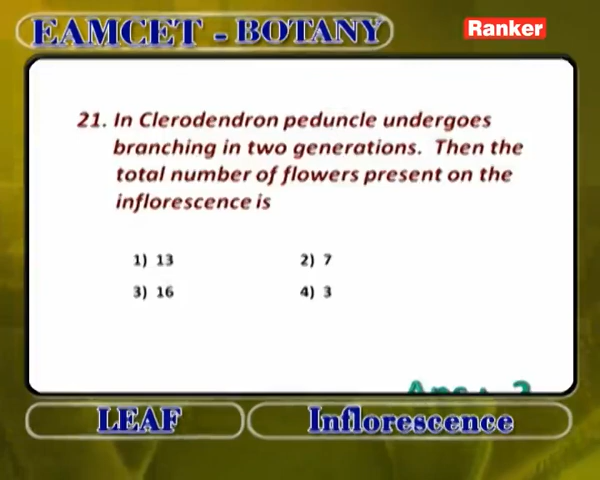 EAMCET - BOTANY
Ranker
21. In Clerodendron peduncle undergoes
branching in two generations. Then the
total number of flowers present on the
inflorescence is
1) 13
2) 7
3) 16
4) 3
LEAF
Inflorescence